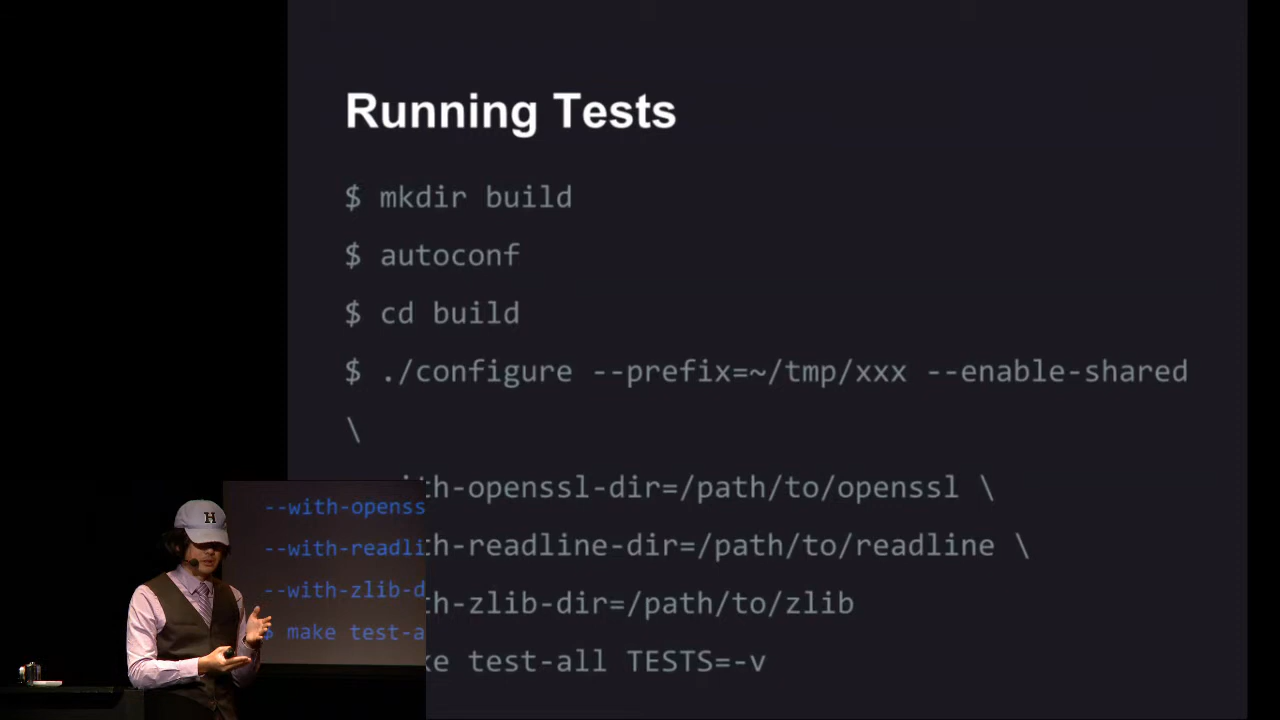 Running Tests
$ mkdir build
$ autoconf
$ cd build
$ ./configure --prefix=~/tmp/xxx --enable-shared
\
ith-openssl-dir=/path/to/openssl \
th-readline-dir=/path/to/readline \
th-zlib-dir=/path/to/zlib
ke test-all TESTS=-v
H
--with-openss
--with-readli
--with-zlib-d
$ make test-a